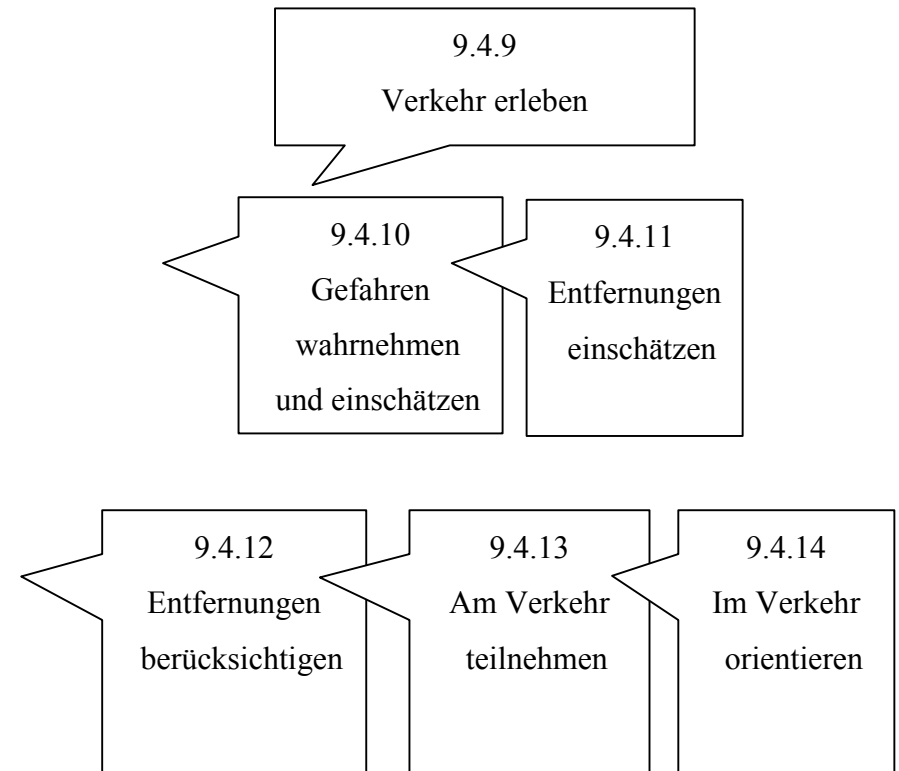 9.4.9
Verkehr erleben
9.4.10
Gefahren
wahrnehmen
und einschätzen
9.4.11
Entfernungen
einschätzen
9.4.12
Entfernungen
berücksichtigen
9.4.13
Am Verkehr
teilnehmen
9.4.14
Im Verkehr
orientieren